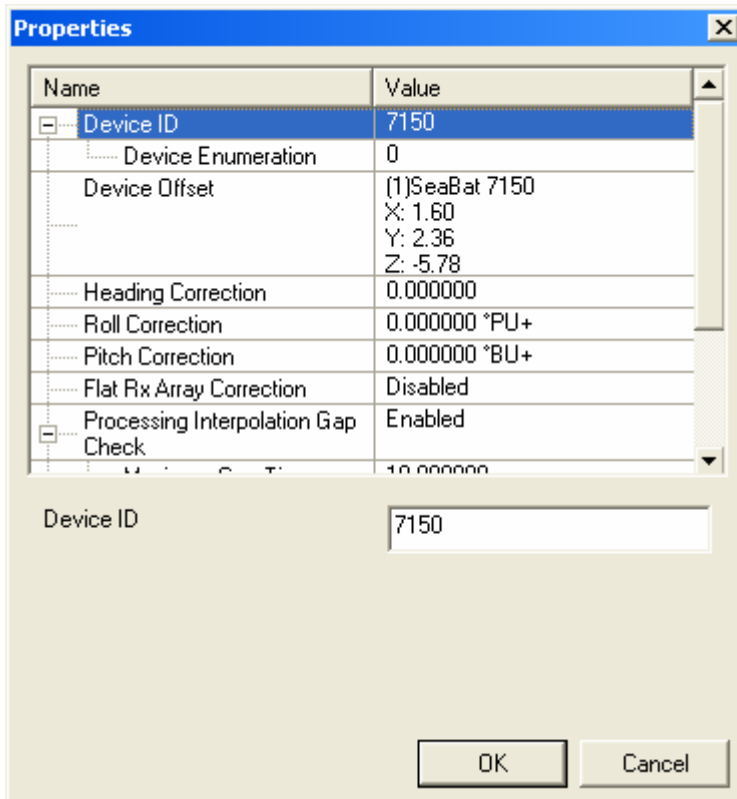 Properties
Name Value
Device ID 7150
Device Enumeration 0
Device Offset (1)SeaBat 7150
X: 1.60
Y: 2.36
Z: -5.78
Heading Correction 0.000000
Roll Correction 0.000000 °PU+
Pitch Correction 0.000000 °BU+
Flat Rx Array Correction Disabled
Processing Interpolation Gap Enabled
Check
10.000000
Device ID 7150
OK Cancel